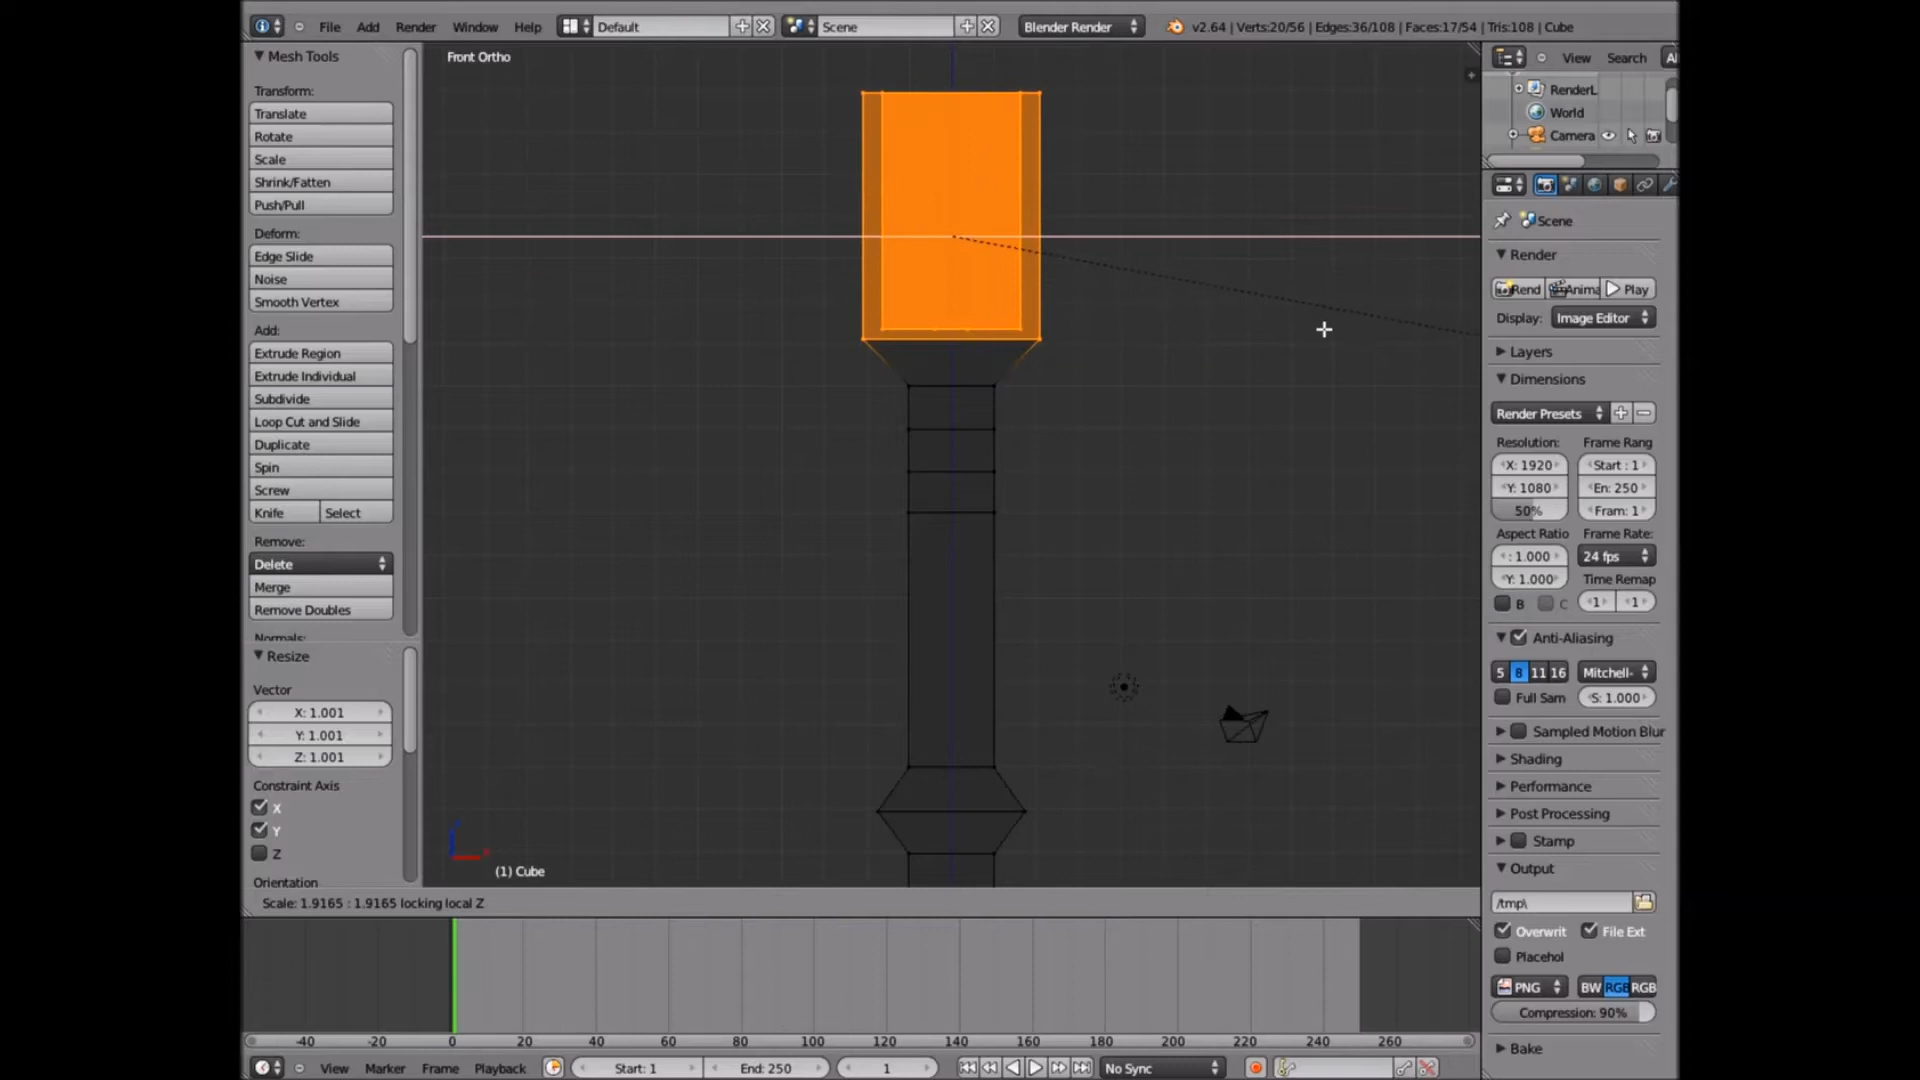 File Add Render Window Help Default Scene Blender Render v2.64 | Verts:20/56 | Edges:36/108 | Faces:17/54 | Tris:108 | Cube
Mesh Tools
Transform:
Translate
Rotate
Scale
Shrink/Fatten
Push/Pull
Deform:
Edge Slide
Noise
Smooth Vertex
Add:
Extrude Region
Extrude Individual
Subdivide
Loop Cut and Slide
Duplicate
Spin
Screw
Knife Select
Remove:
Delete
Merge
Remove Doubles
Normals:
Resize
Vector
X: 1.001
Y: 1.001
Z: 1.001
Constraint Axis
X
Y
Z
Orientation
Front Ortho
(1) Cube
Scale: 1.9165 : 1.9165 locking local Z
View Search Al
RenderL
World
Camera
Scene
Render
Rend Anima Play
Display: Image Editor
Layers
Dimensions
Render Presets
Resolution: Frame Rang
X: 1920 Start : 1
Y: 1080 En: 250
50% Fram: 1
Aspect Ratio Frame Rate:
: 1.000 24 fps
Y: 1.000 Time Remap
B C 1 1
Anti-Aliasing
5 8 11 16 Mitchell-
Full Sam S: 1.000
Sampled Motion Blur
Shading
Performance
Post Processing
Stamp
Output
/tmp\
Overwrit File Ext
Placehol
PNG BW RGB RGB
Compression: 90%
Bake
-40 -20 0 20 40 60 80 100 120 140 160 180 200 220 240 260
View Marker Frame Playback Start: 1 End: 250 1 No Sync